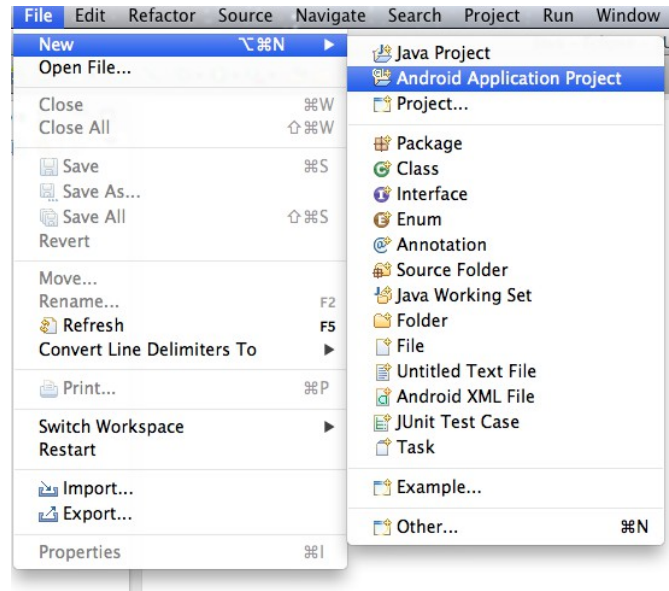 File Edit Refactor Source Navigate Search Project Run Window
New ⌥⌘N ▶
Open File...
Close ⌘W
Close All ⇧⌘W
Save ⌘S
Save As...
Save All ⇧⌘S
Revert
Move...
Rename... F2
Refresh F5
Convert Line Delimiters To ▶
Print... ⌘P
Switch Workspace ▶
Restart
Import...
Export...
Properties ⌘I
Java Project
Android Application Project
Project...
Package
Class
Interface
Enum
Annotation
Source Folder
Java Working Set
Folder
File
Untitled Text File
Android XML File
JUnit Test Case
Task
Example...
Other... ⌘N